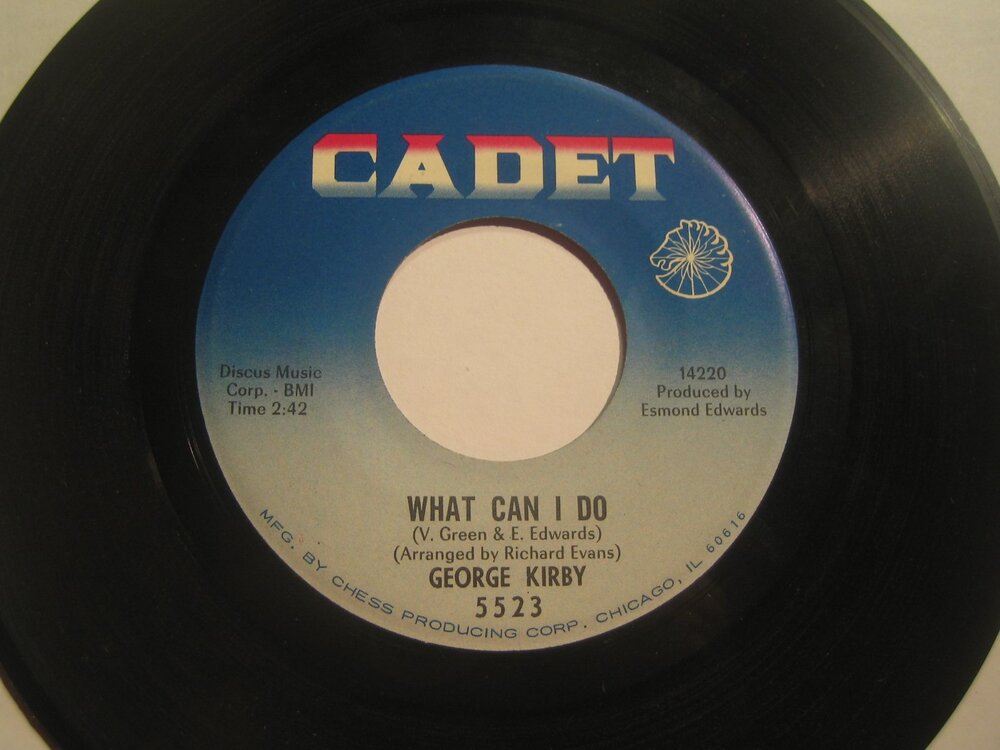 CADET
Discus Music
Corp. - BMI
Time 2:42
14220
Produced by
Esmond Edwards
WHAT CAN I DO
(V. Green & E. Edwards)
(Arranged by Richard Evans)
GEORGE KIRBY
5523
MFG. BY CHESS PRODUCING CORP. CHICAGO, IL 60616